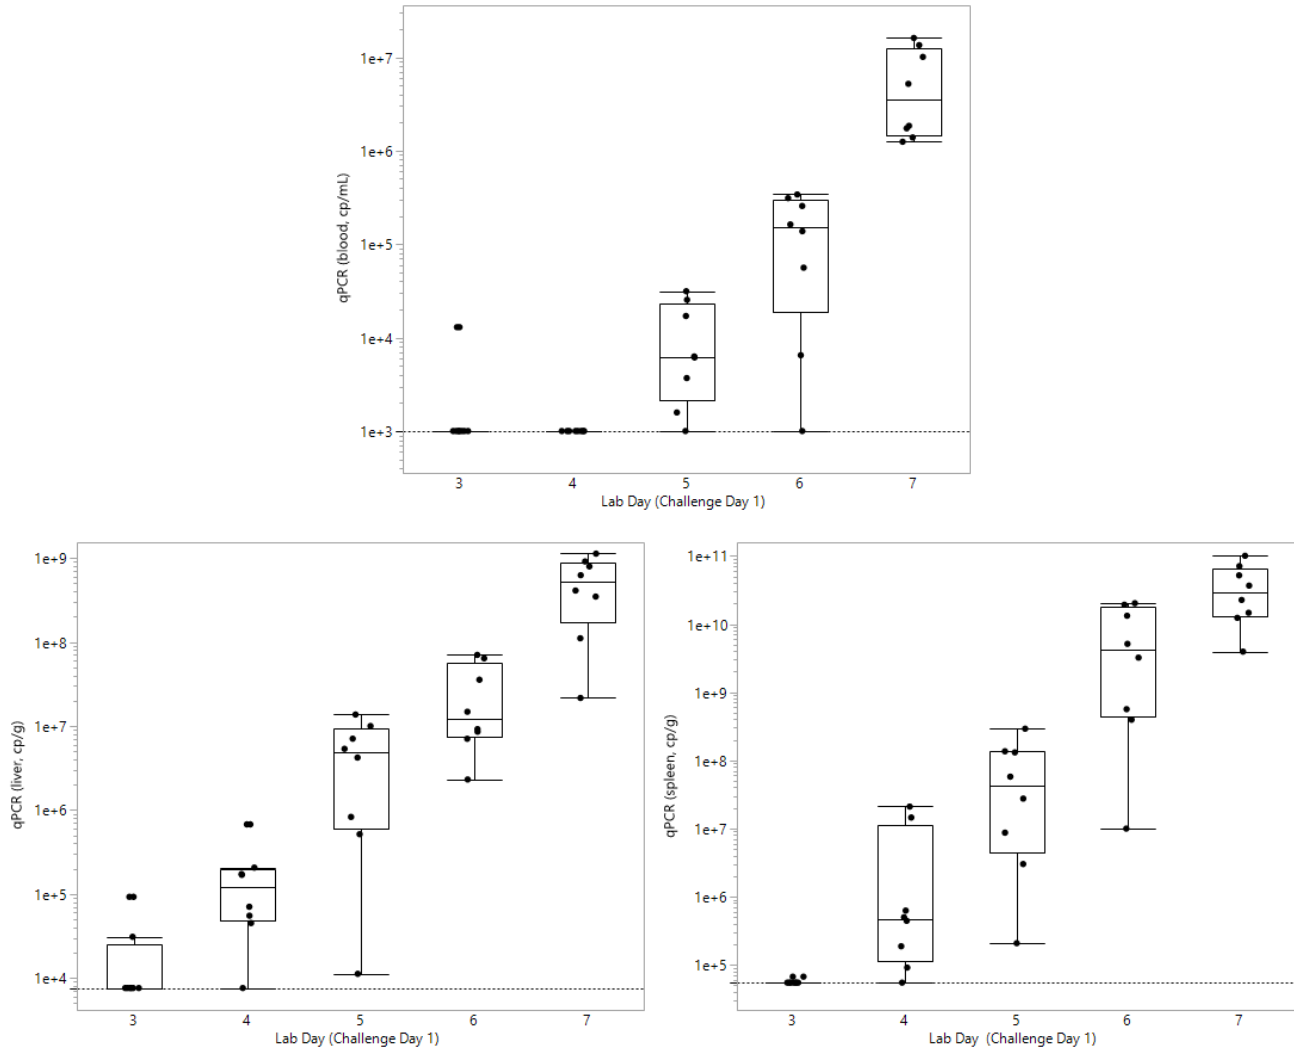 1e+7
1e+6
1e+5
1e+4
1e+3
qPCR (blood, cp/mL)
3 4 5 6 7
Lab Day (Challenge Day 1)
1e+9
1e+8
1e+7
1e+6
1e+5
1e+4
qPCR (liver, cp/g)
3 4 5 6 7
Lab Day (Challenge Day 1)
1e+11
1e+10
1e+9
1e+8
1e+7
1e+6
1e+5
qPCR (spleen, cp/g)
3 4 5 6 7
Lab Day (Challenge Day 1)